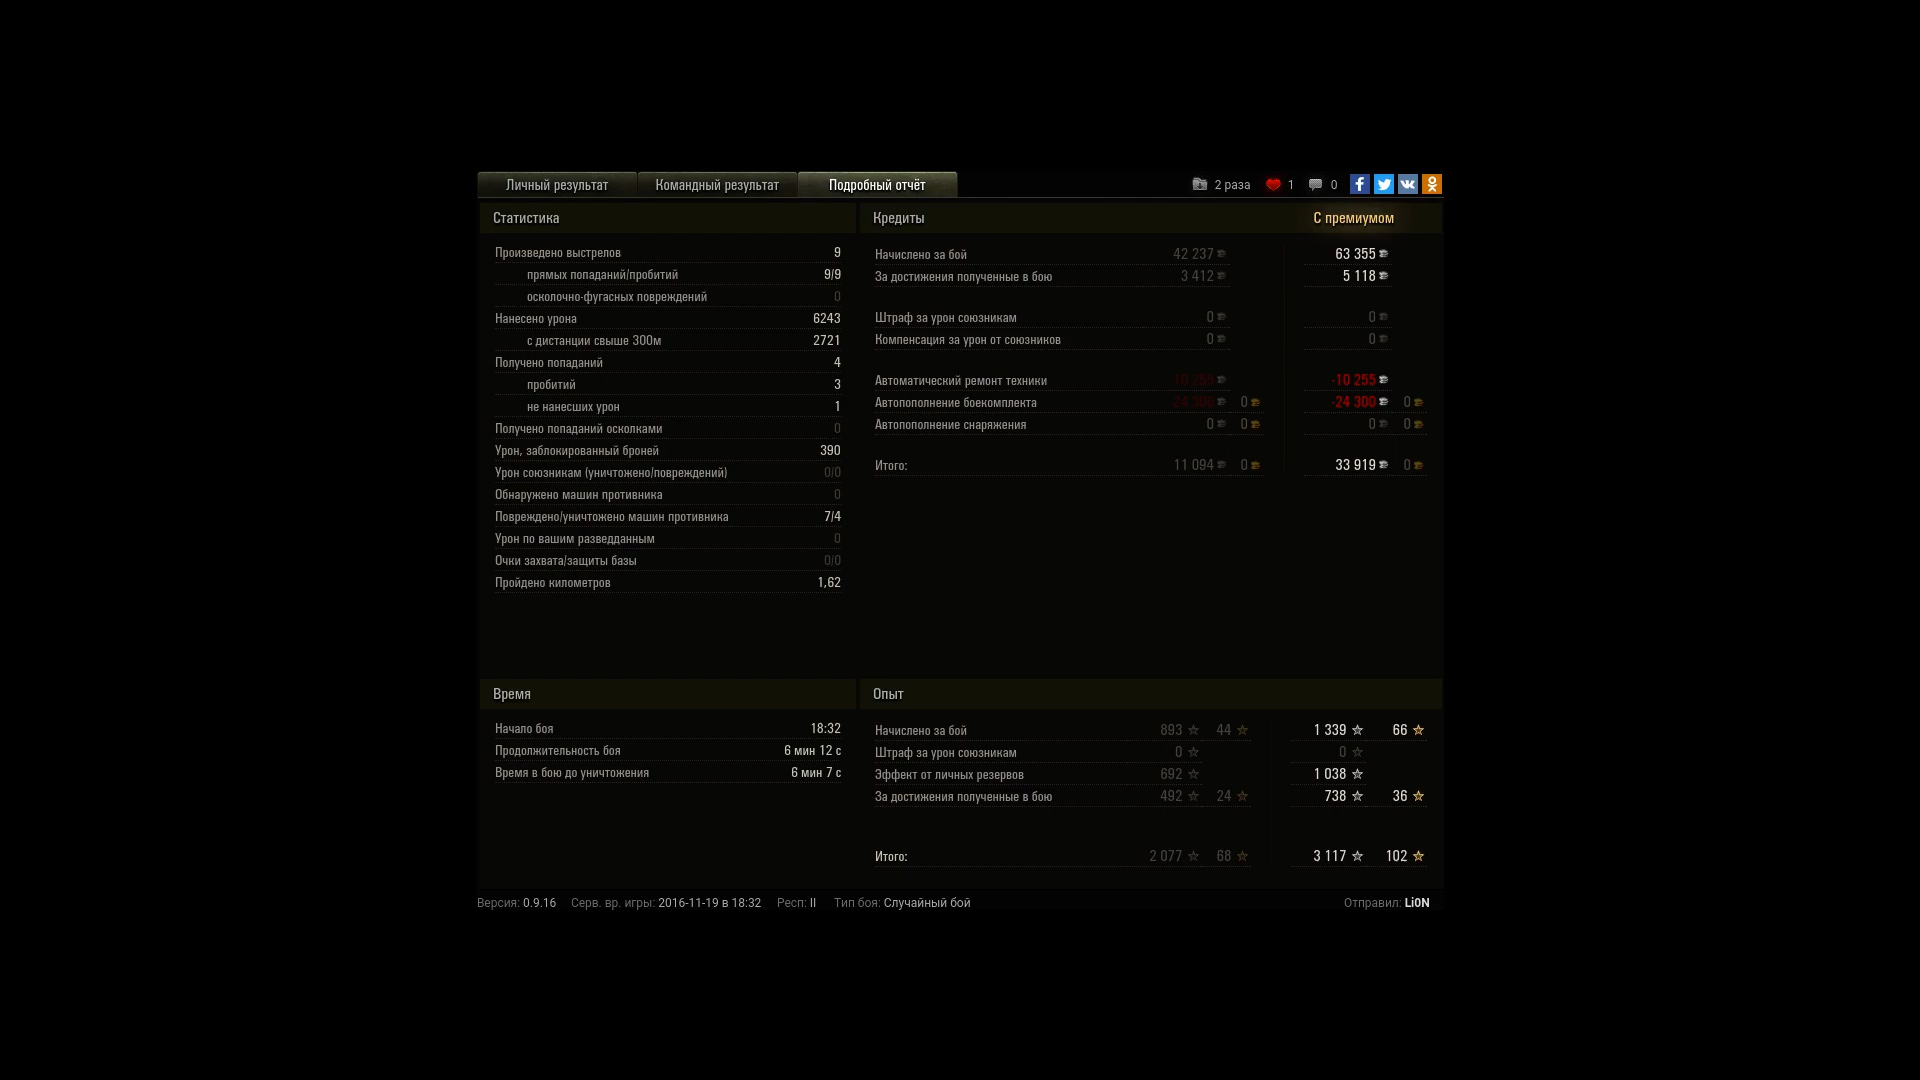 Личный результат Командный результат Подробный отчёт 2 раза 1 0
Статистика
Произведено выстрелов 9
прямых попаданий/пробитий 9/9
осколочно-фугасных повреждений 0
Нанесено урона 6243
с дистанции свыше 300м 2721
Получено попаданий 4
пробитий 3
не нанесших урон 1
Получено попаданий осколками 0
Урон, заблокированный броней 390
Урон союзникам (уничтожено/повреждений) 0/0
Обнаружено машин противника 0
Повреждено/уничтожено машин противника 7/4
Урон по вашим разведданным 0
Очки захвата/защиты базы 0/0
Пройдено километров 1,62
Кредиты С премиумом
Начислено за бой 42 237 63 355
За достижения полученные в бою 3 412 5 118
Штраф за урон союзникам 0 0
Компенсация за урон от союзников 0 0
Автоматический ремонт техники -10 255 -10 255
Автопополнение боекомплекта -24 300 0 -24 300 0
Автопополнение снаряжения 0 0 0 0
Итого: 11 094 0 33 919 0
Время
Начало боя 18:32
Продолжительность боя 6 мин 12 с
Время в бою до уничтожения 6 мин 7 с
Опыт
Начислено за бой 893 44 1 339 66
Штраф за урон союзникам 0 0
Эффект от личных резервов 692 1 038
За достижения полученные в бою 492 24 738 36
Итого: 2 077 68 3 117 102
Версия: 0.9.16 Серв. вр. игры: 2016-11-19 в 18:32 Респ: II Тип боя: Случайный бой Отправил: Li0N